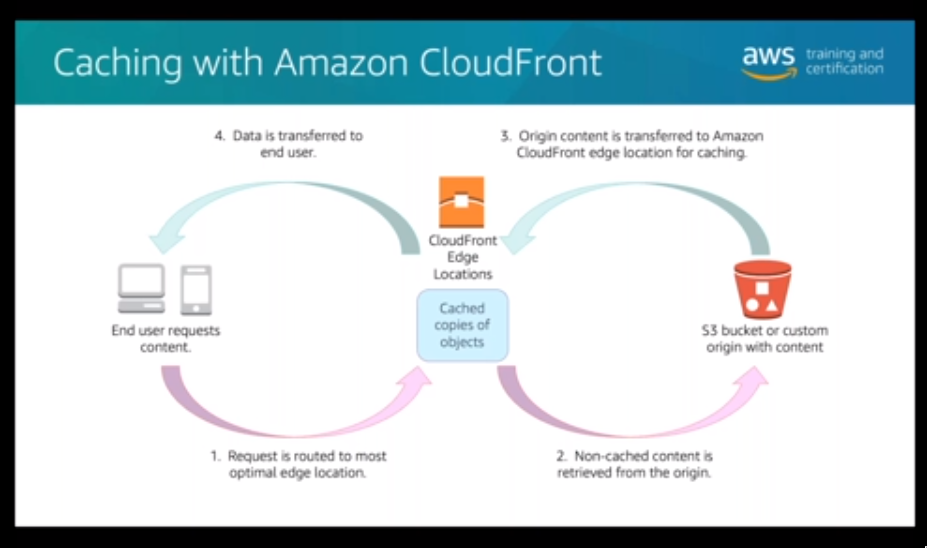 Caching with Amazon CloudFront
aws training and
certification
4. Data is transferred to
end user.
3. Origin content is transferred to Amazon
CloudFront edge location for caching.
CloudFront
Edge
Locations
Cached
copies of
objects
End user requests
content.
S3 bucket or custom
origin with content
1. Request is routed to most
optimal edge location.
2. Non-cached content is
retrieved from the origin.